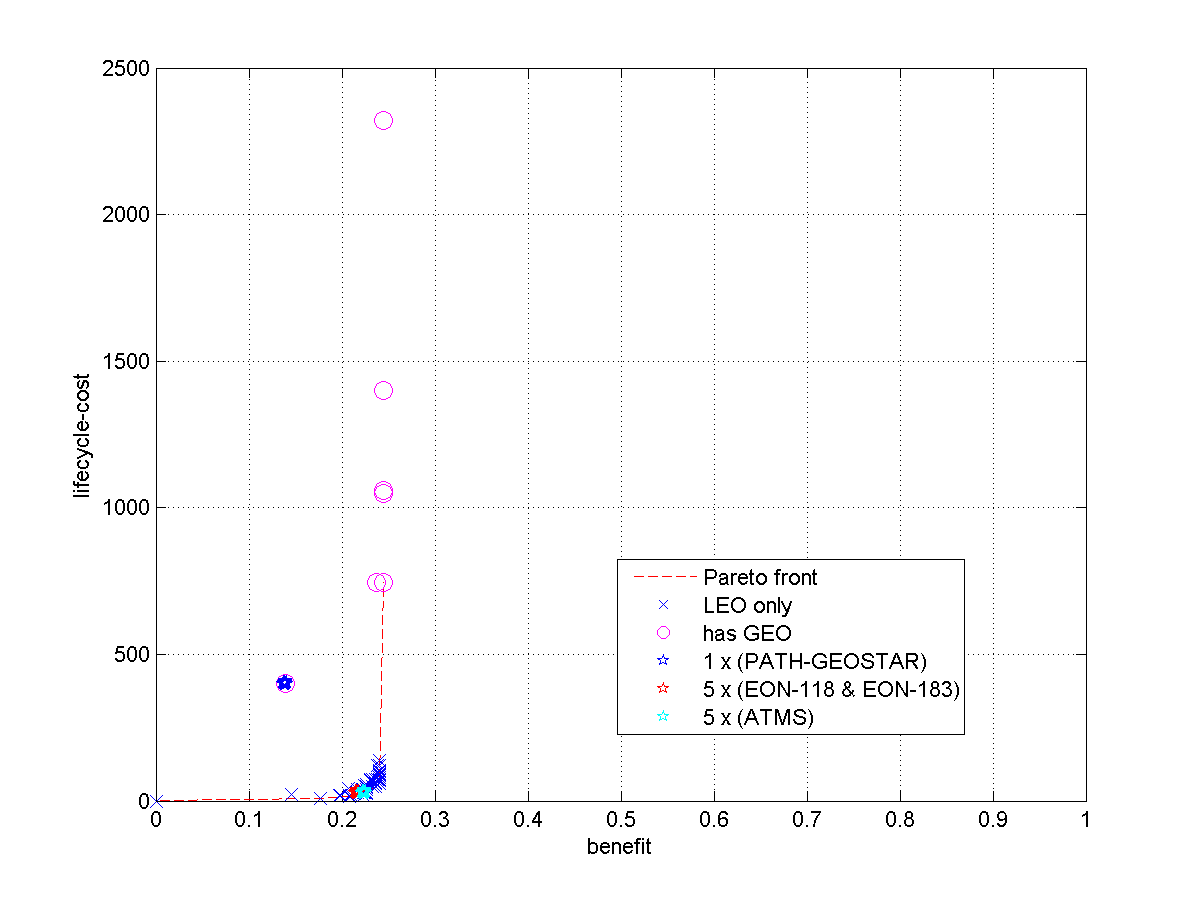 2500
2000
1500
1000
500
0
lifecycle-cost
0 0.1 0.2 0.3 0.4 0.5 0.6 0.7 0.8 0.9 1
benefit
Pareto front
LEO only
has GEO
1 x (PATH-GEOSTAR)
5 x (EON-118 & EON-183)
5 x (ATMS)